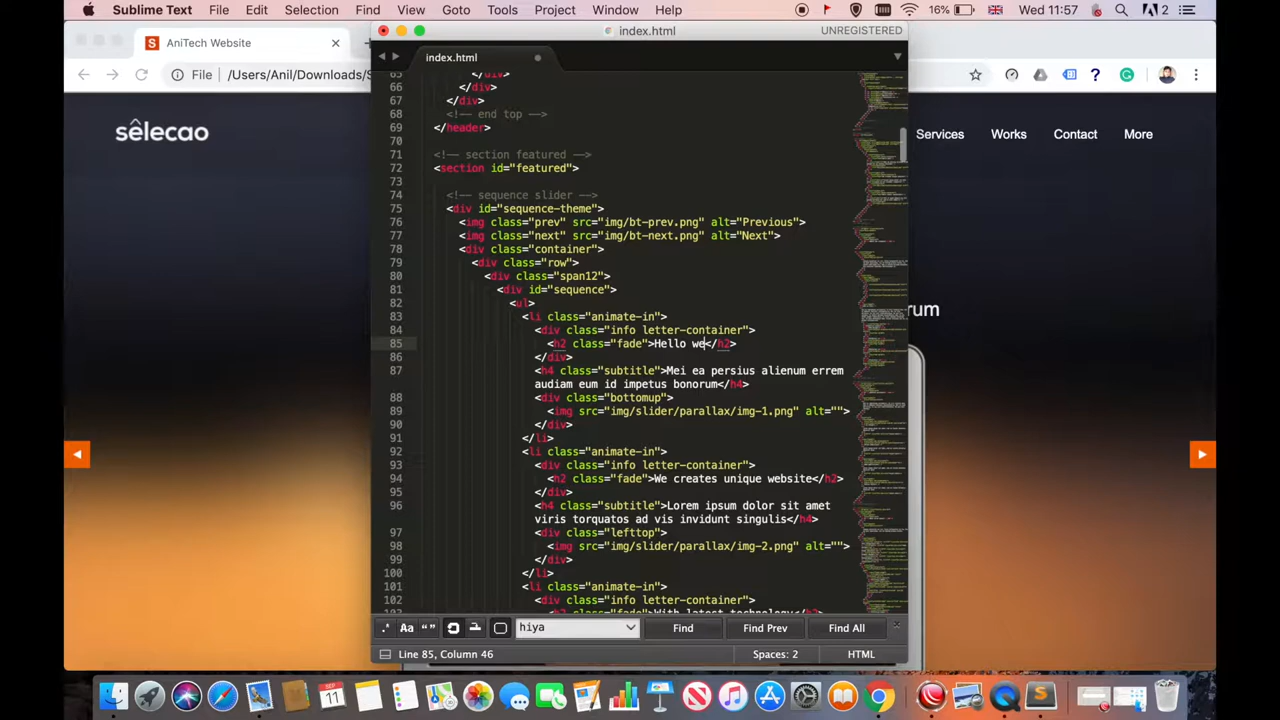 Sublime Text File Edit Selection Find View Goto Tools Project Window Help 16% 11:57 2
AniTech Website
index.html UNREGISTERED
index.html
File /Users/Anil/Downloads/S
sêlecao
Services Works Contact More
rum
65 </div>
66 </div>
67 </div>
68 <!-- end top -->
69 </header>
70
71 <!-- section featured -->
72 <section id="featured">
73
74 <!-- sequence slider -->
75 <div id="sequence-theme">
76 <img class="prev" src="img/bt-prev.png" alt="Previous">
77 <img class="next" src="img/bt-next.png" alt="Next">
78 <div class="container">
79 <div class="row">
80 <div class="span12">
81 <div id="sequence">
82 <ul>
83 <li class="animate-in">
84 <div class="info letter-container">
85 <h2 class="fade">Hello we</h2>
86 </div>
87 <h4 class="subtitle">Mei ea persius alienum errem
audiam eum id impetus bonorum</h4>
88 <div class="bottomup">
89 <img src="img/slider/parallax/img-1.png" alt="">
90 </div>
91 </li>
92 <li class="animate-in">
93 <div class="info letter-container">
94 <h2 class="fade">We creates unique website</h2>
95 </div>
96 <h4 class="subtitle">Lorem ipsum dolor sit amet
viris torquatos ad vis invidunt singulis</h4>
97 <div class="lefttop">
98 <img src="img/slider/parallax/img-2.png" alt="">
99 </div>
100 </li>
101 <li class="animate-in">
102 <div class="info letter-container">
103 <h2 class="fade">With latest technology</h2>
.* Aa “” hiya Find Find Prev Find All
Line 85, Column 46 Spaces: 2 HTML